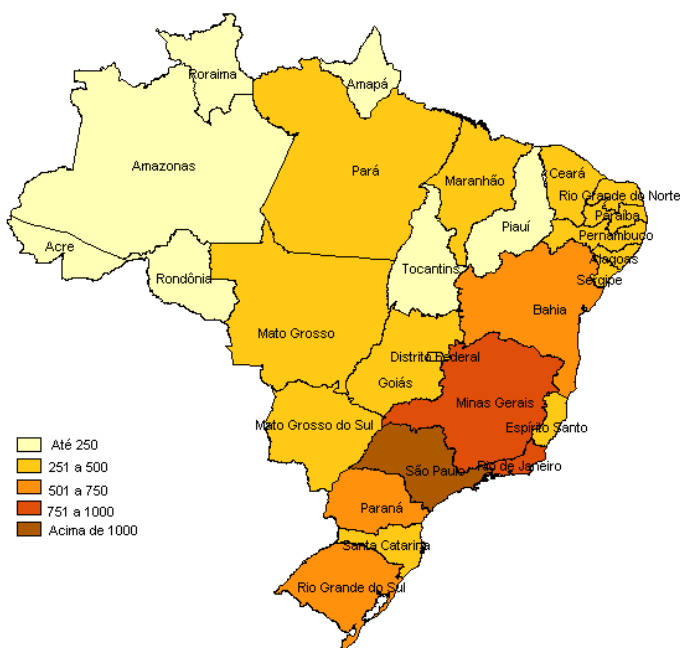 Roraima
Amapá
Amazonas
Pará
Maranhão
Ceará
Rio Grande do Norte
Paraíba
Piauí
Pernambuco
Acre
Alagoas
Tocantins
Rondônia
Sergipe
Bahia
Mato Grosso
Distrito Federal
Goiás
Minas Gerais
Mato Grosso do Sul
Espírito Santo
Rio de Janeiro
São Paulo
Paraná
Santa Catarina
Rio Grande do Sul
Até 250
251 a 500
501 a 750
751 a 1000
Acima de 1000